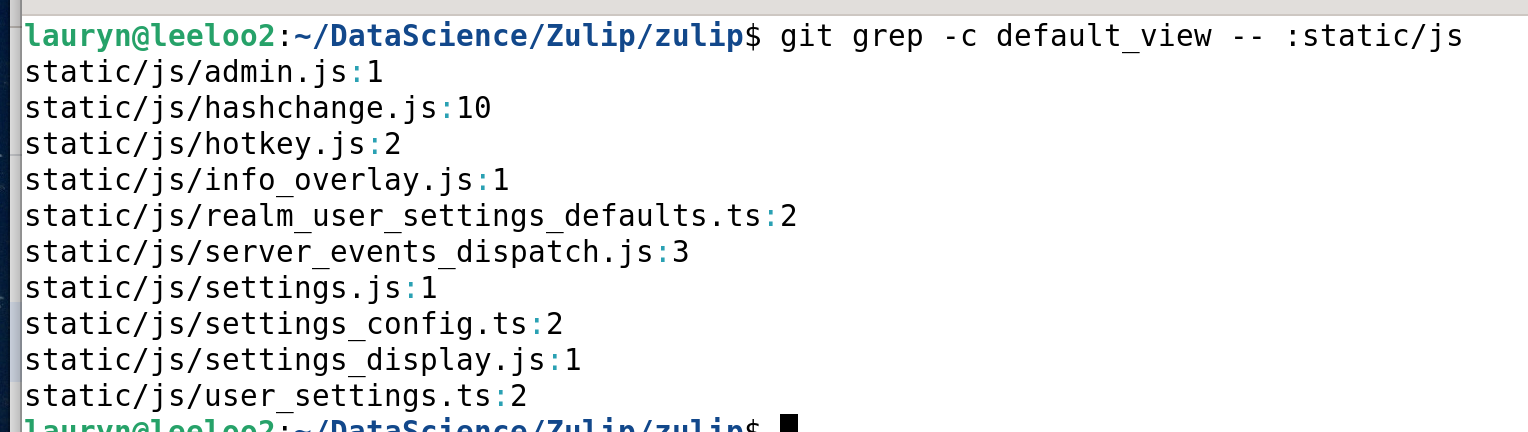 lauryn@leeloo2:~/DataScience/Zulip/zulip$ git grep -c default_view -- :static/js
static/js/admin.js:1
static/js/hashchange.js:10
static/js/hotkey.js:2
static/js/info_overlay.js:1
static/js/realm_user_settings_defaults.ts:2
static/js/server_events_dispatch.js:3
static/js/settings.js:1
static/js/settings_config.ts:2
static/js/settings_display.js:1
static/js/user_settings.ts:2
lauryn@leeloo2:~/DataScience/Zulip/zulip$